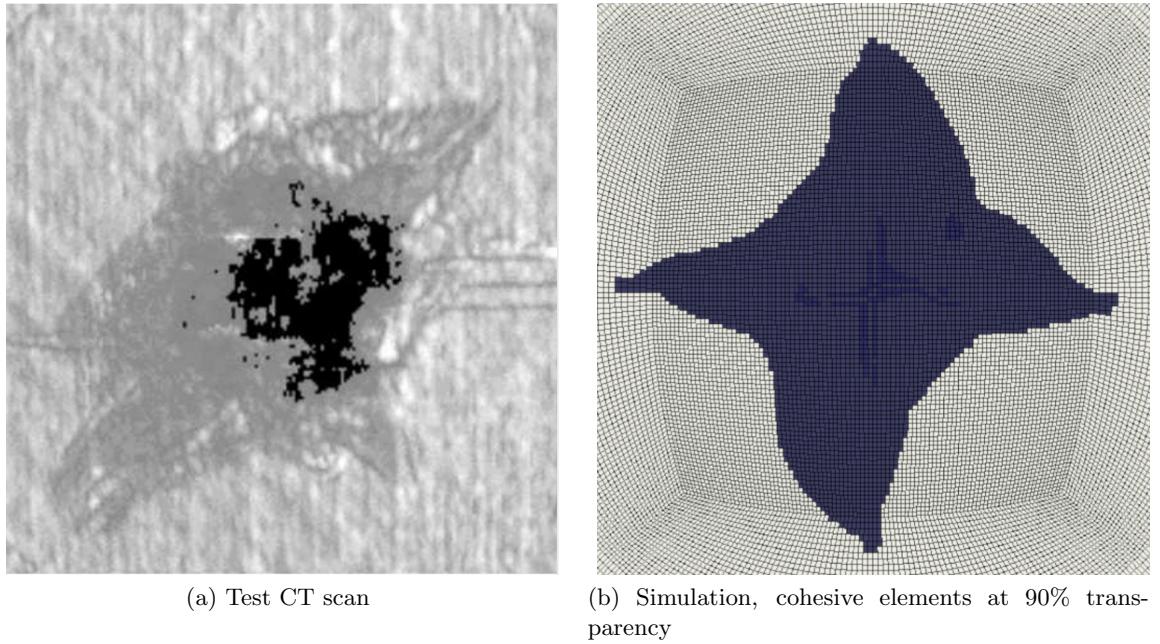 (a) Test CT scan
(b) Simulation, cohesive elements at 90% trans-
parency